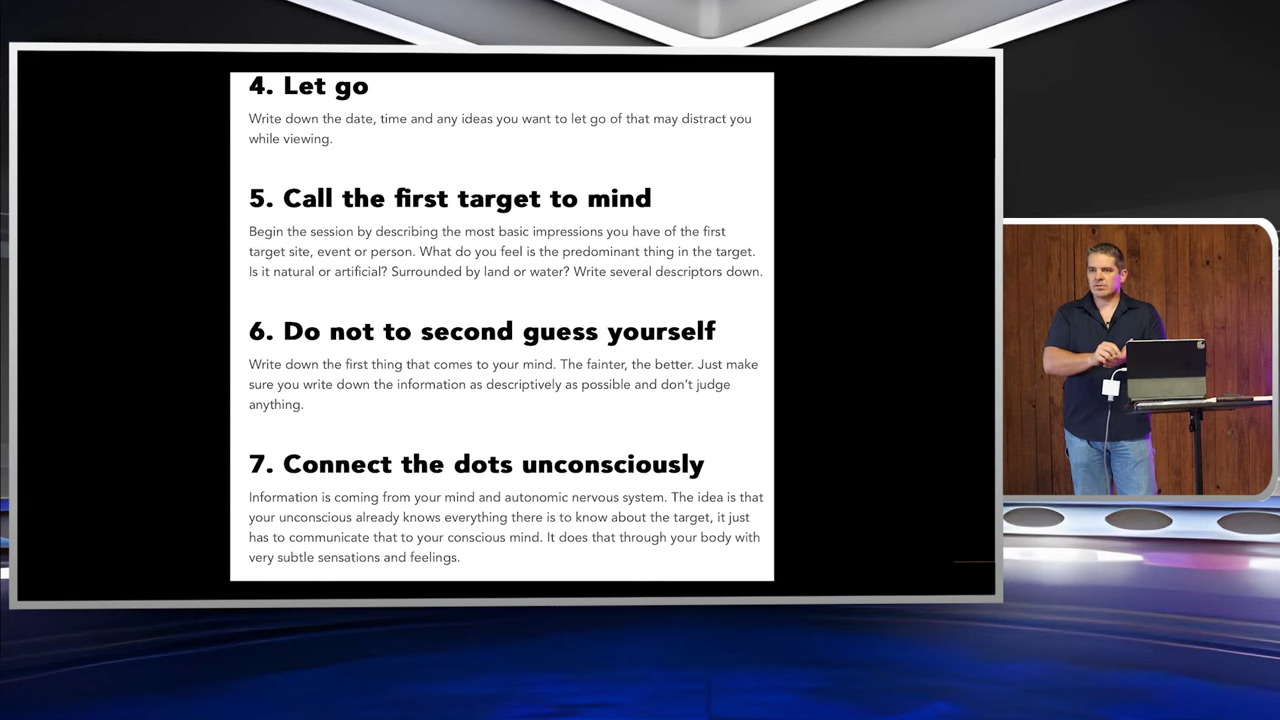 4. Let go
Write down the date, time and any ideas you want to let go of that may distract you
while viewing.
5. Call the first target to mind
Begin the session by describing the most basic impressions you have of the first
target site, event or person. What do you feel is the predominant thing in the target.
Is it natural or artificial? Surrounded by land or water? Write several descriptors down.
6. Do not to second guess yourself
Write down the first thing that comes to your mind. The fainter, the better. Just make
sure you write down the information as descriptively as possible and don't judge
anything.
7. Connect the dots unconsciously
Information is coming from your mind and autonomic nervous system. The idea is that
your unconscious already knows everything there is to know about the target, it just
has to communicate that to your conscious mind. It does that through your body with
very subtle sensations and feelings.